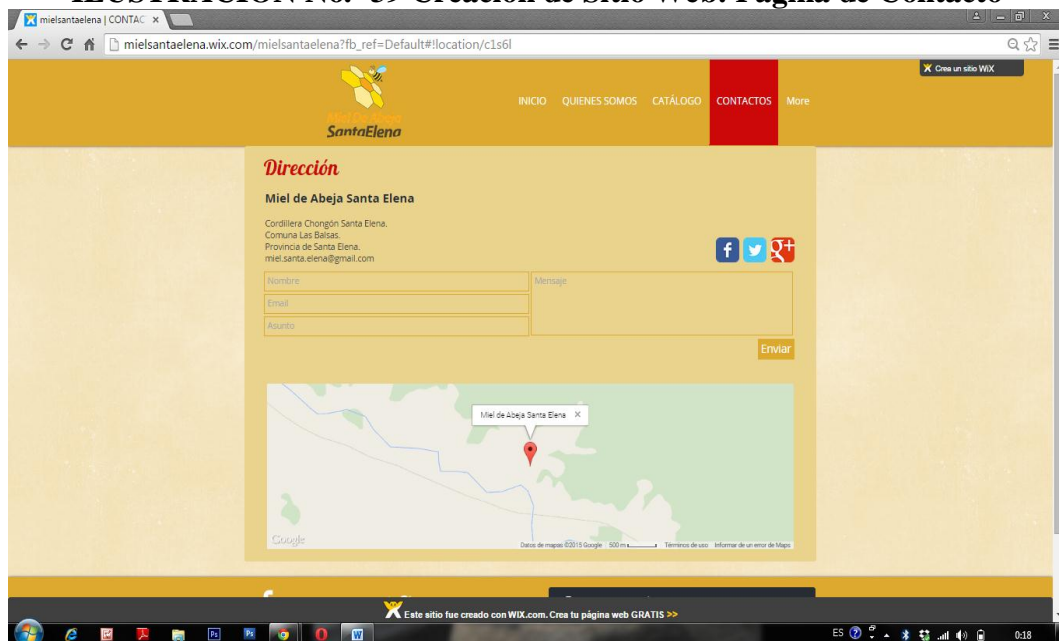 ILUSTRACIÓN No. 39 Creación de Sitio Web: Página de Contacto
mielsantaelena | CONTAC ×
mielsantaelena.wix.com/mielsantaelena?fb_ref=Default#!location/c1s6l
Crea un sitio WiX
Miel De Abeja
SantaElena
INICIO QUIENES SOMOS CATÁLOGO CONTACTOS More
Dirección
Miel de Abeja Santa Elena
Cordillera Chongón Santa Elena.
Comuna Las Balsas.
Provincia de Santa Elena.
miel.santa.elena@gmail.com
Nombre
Mensaje
Email
Asunto
Enviar
Miel de Abeja Santa Elena ×
Google
Datos de mapas ©2015 Google 500 m Términos de uso Informar de un error de Maps
Este sitio fue creado con WIX.com. Crea tu página web GRATIS >>
ES 0:18